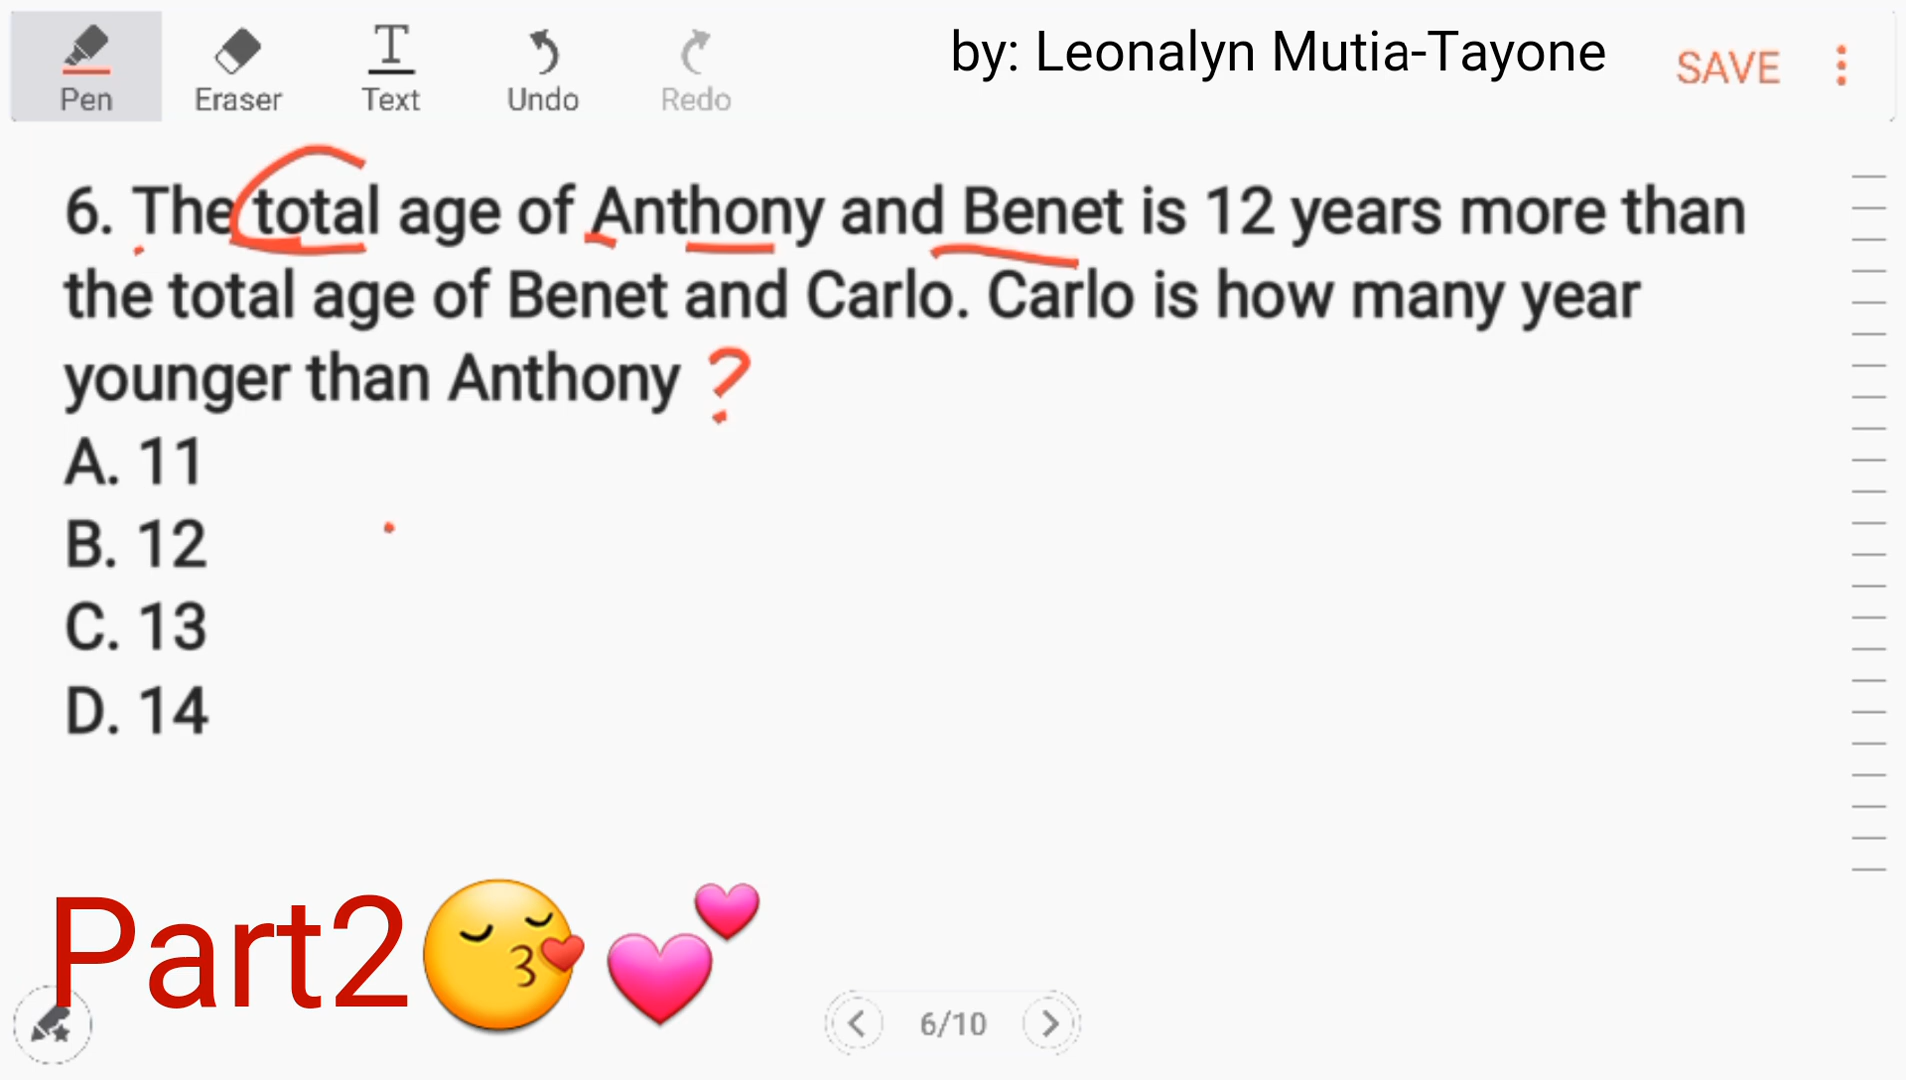 Pen
Eraser
Text
Undo
Redo
by: Leonalyn Mutia-Tayone
SAVE
6. The total age of Anthony and Benet is 12 years more than
the total age of Benet and Carlo. Carlo is how many year
younger than Anthony ?
A. 11
B. 12
C. 13
D. 14
Part2
6/10